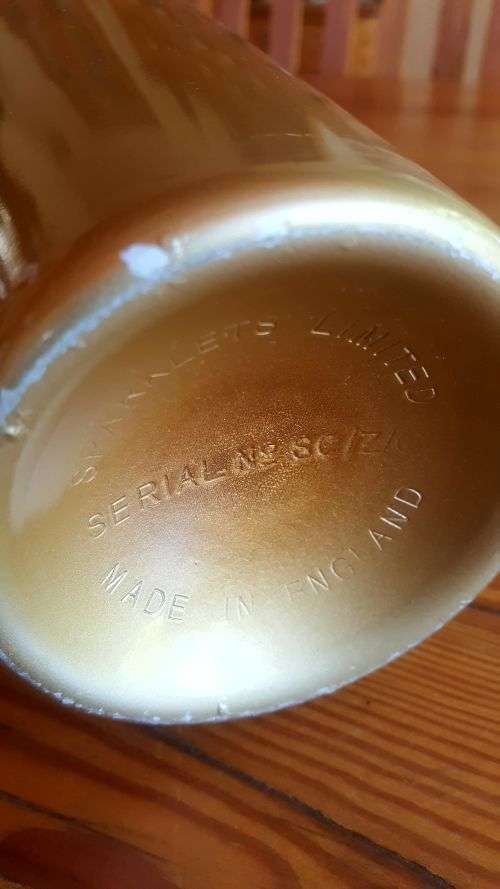 SPARKLETS LIMITED
SERIAL No
MADE IN ENGLAND